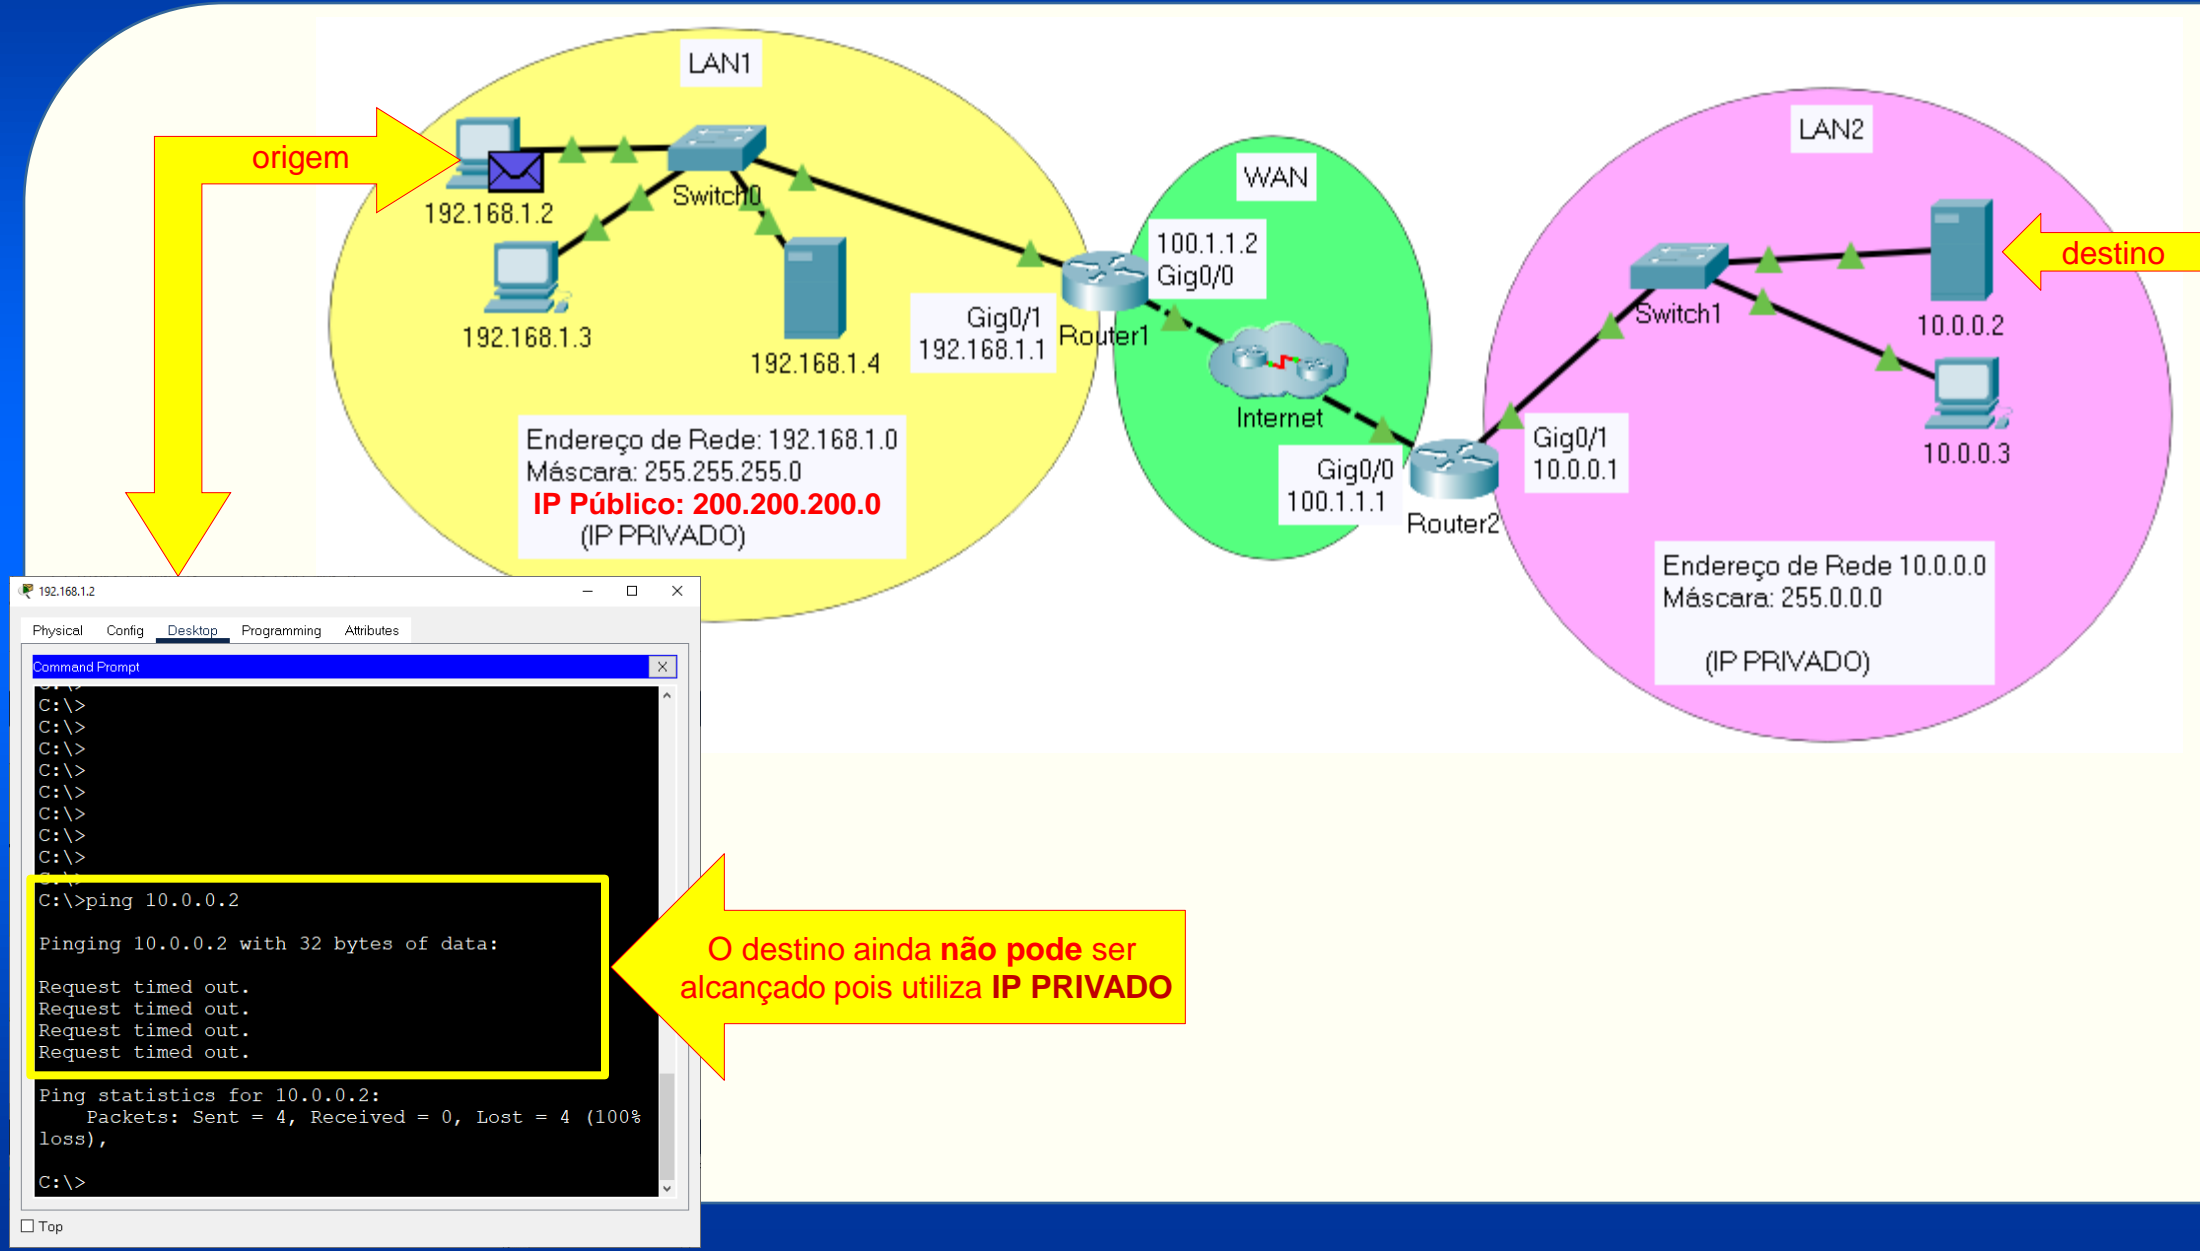 LAN1
origem
192.168.1.2
Switch0
192.168.1.3
192.168.1.4
Gig0/1
192.168.1.1
Router1
Endereço de Rede: 192.168.1.0
Máscara: 255.255.255.0
IP Público: 200.200.200.0
(IP PRIVADO)
WAN
100.1.1.2
Gig0/0
Internet
Gig0/0
100.1.1.1
Router2
LAN2
destino
Switch1
10.0.0.2
10.0.0.3
Gig0/1
10.0.0.1
Endereço de Rede 10.0.0.0
Máscara: 255.0.0.0
(IP PRIVADO)
192.168.1.2
Physical Config Desktop Programming Attributes
Command Prompt X
C:\>
C:\>
C:\>
C:\>
C:\>
C:\>
C:\>
C:\>
C:\>
C:\>
C:\>ping 10.0.0.2
Pinging 10.0.0.2 with 32 bytes of data:
Request timed out.
Request timed out.
Request timed out.
Request timed out.
Ping statistics for 10.0.0.2:
Packets: Sent = 4, Received = 0, Lost = 4 (100%
loss),
C:\>
Top
O destino ainda não pode ser
alcançado pois utiliza IP PRIVADO